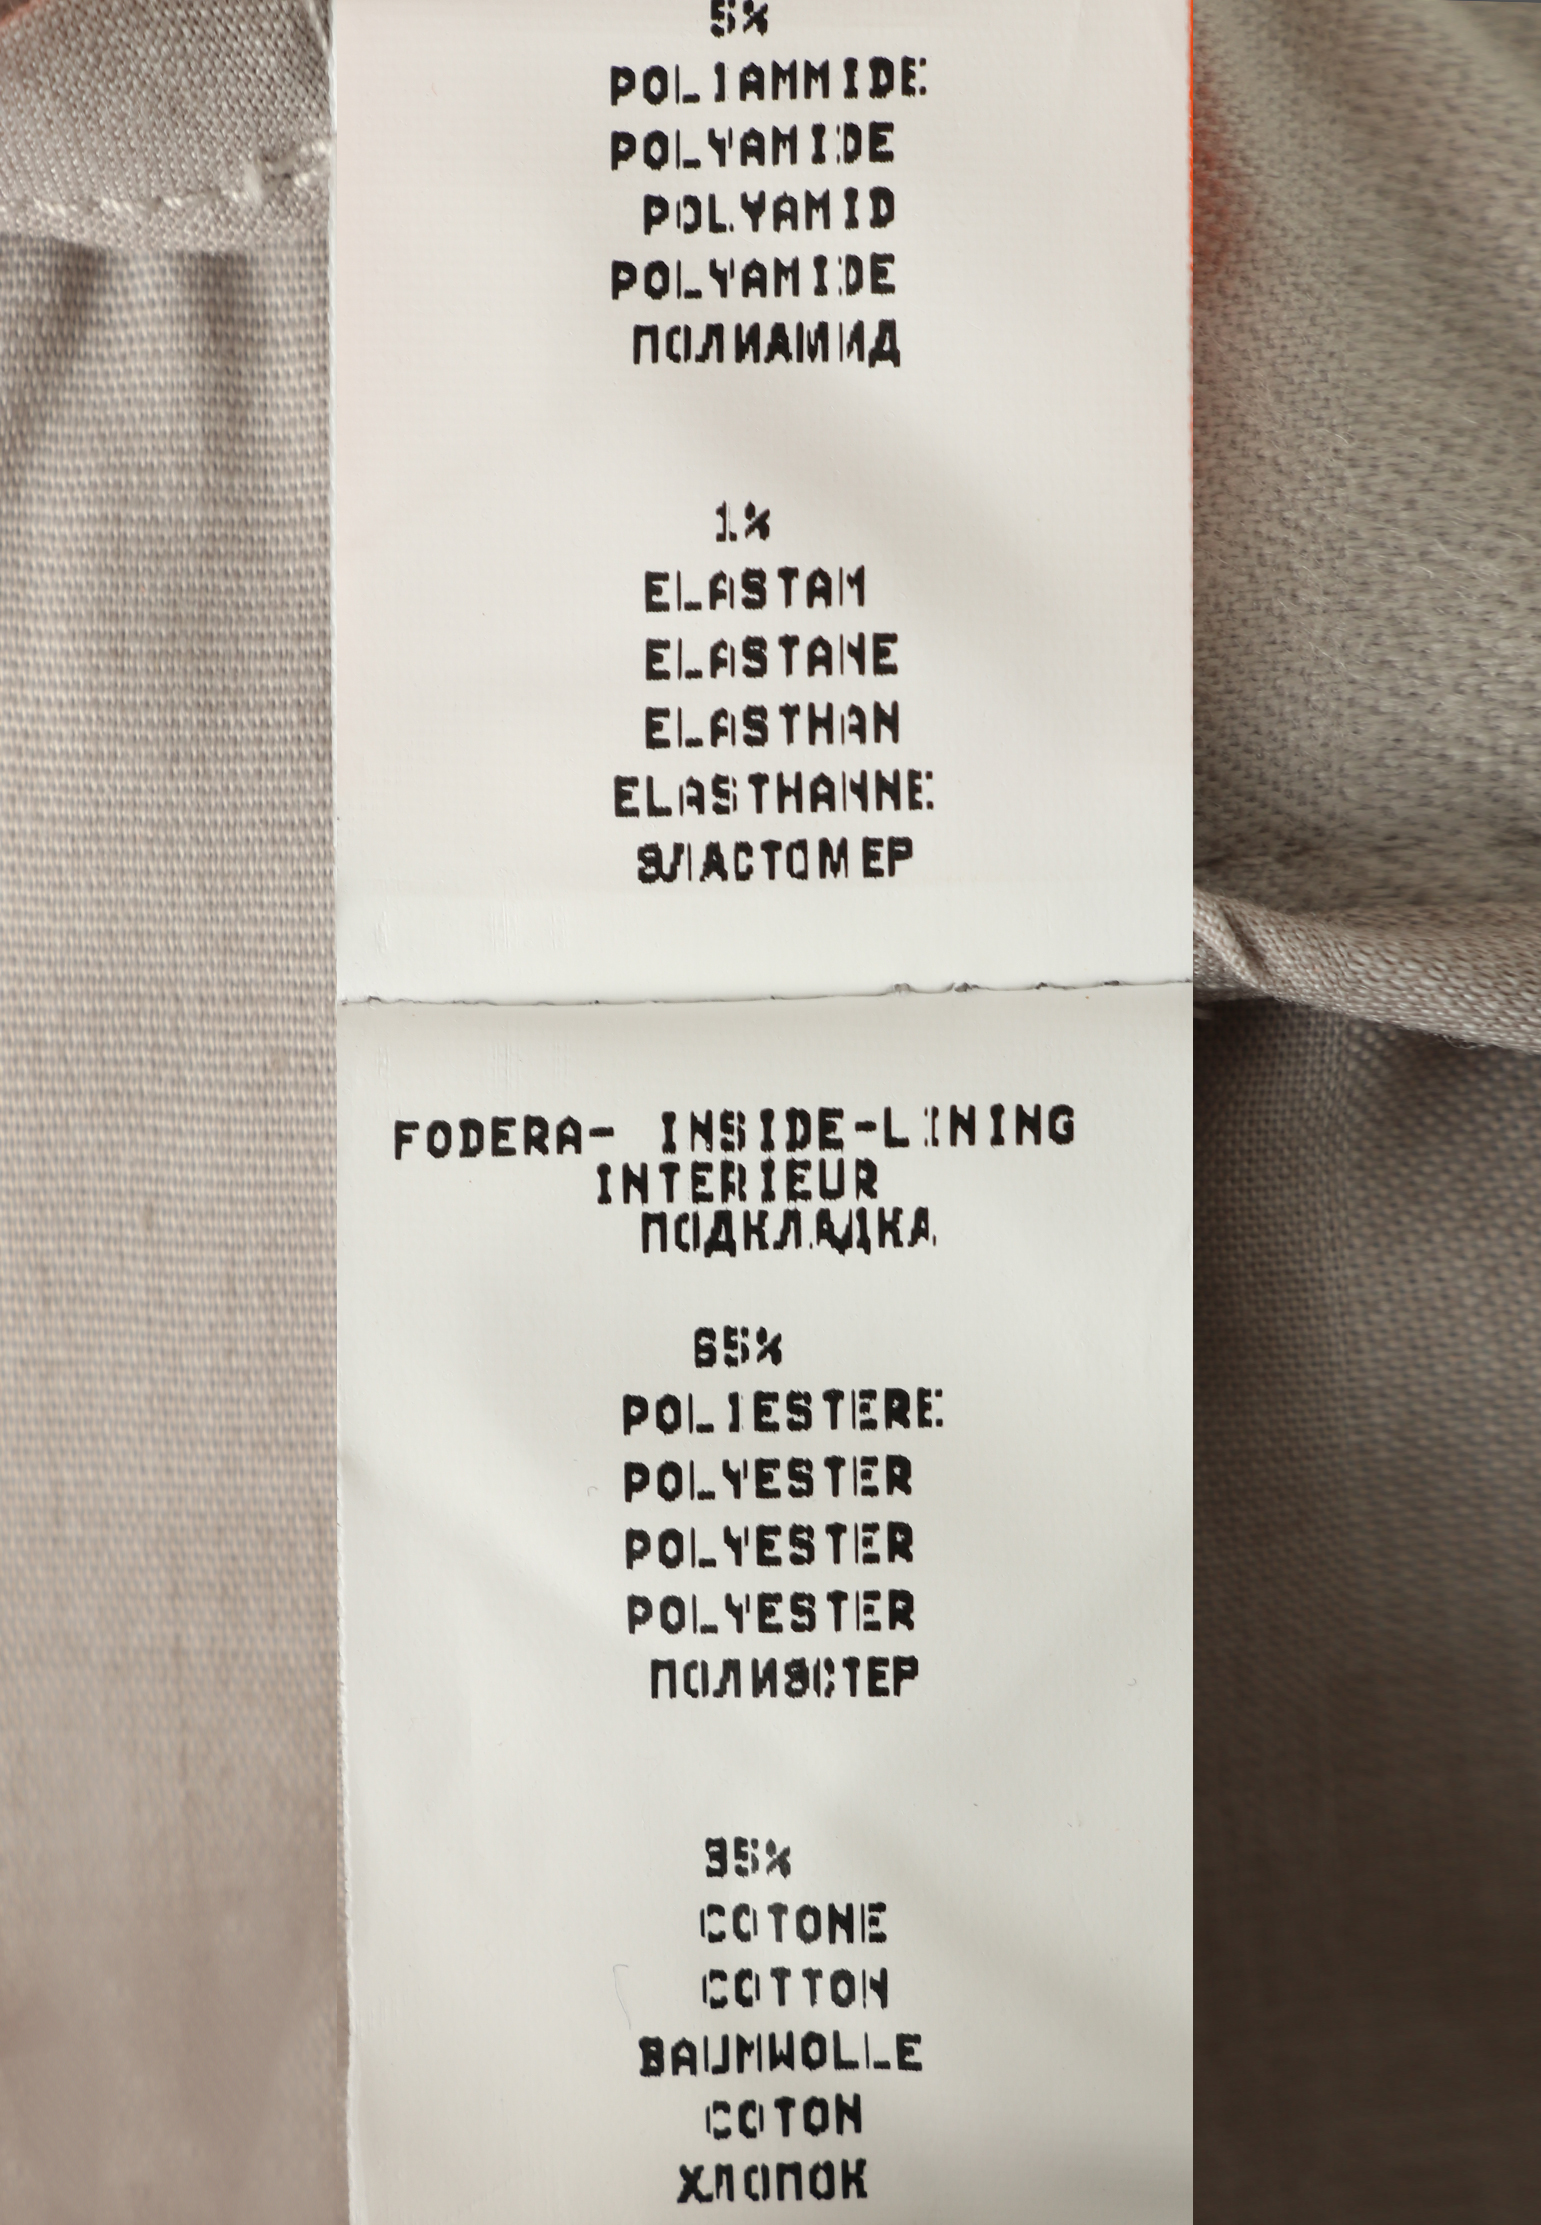 5%
POLIAMMIDE
POLYAMIDE
POLYAMID
POLYAMIDE
ПОЛИАМИД
1%
ELASTAM
ELASTANE
ELASTHAN
ELASTHANNE
ЭЛАСТОМЕР
FODERA- INSIDE-LINING
INTERIEUR
ПОДКЛАДКА
65%
POLIESTERE
POLYESTER
POLYESTER
POLYESTER
ПОЛИЭСТЕР
35%
COTONE
COTTON
BAUMWOLLE
COTON
ХЛОПОК